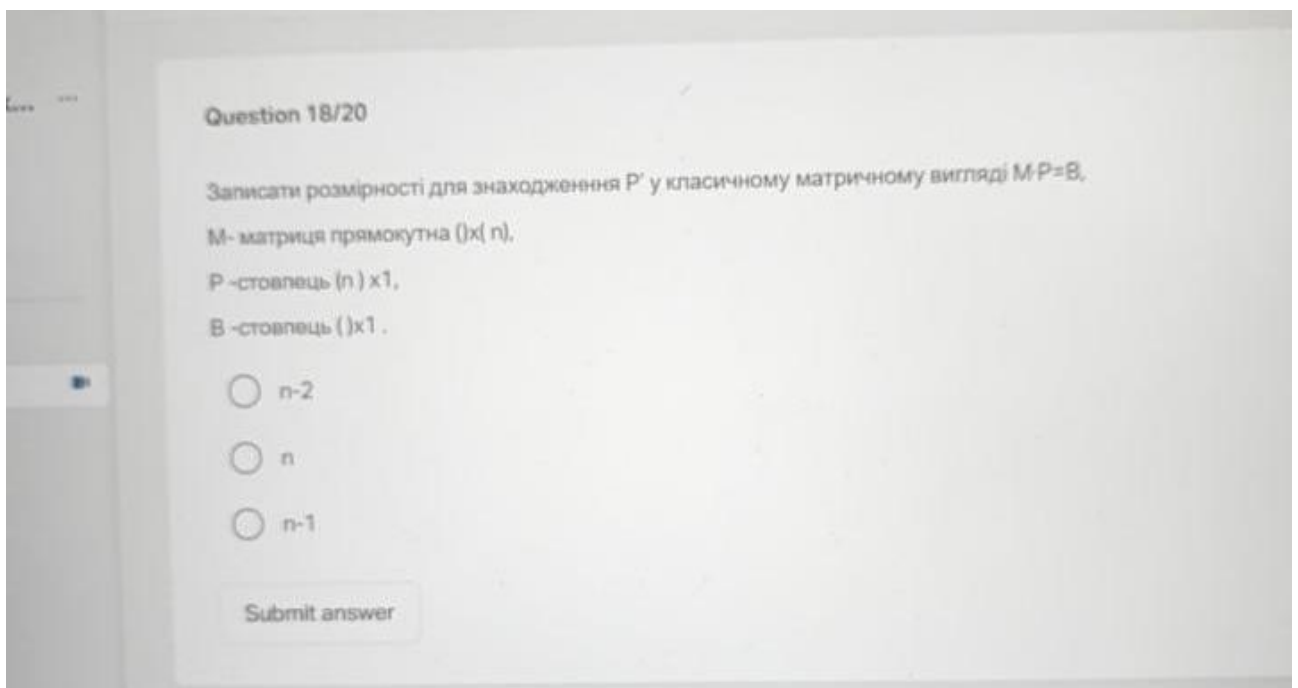 Question 18/20
Записати розмірності для знаходженння P' у класичному матричному вигляді M·P=B,
M- матриця прямокутна ()x( n),
P -стовпець (n ) x1,
B -стовпець ( )x1 .
n-2
n
n-1
Submit answer